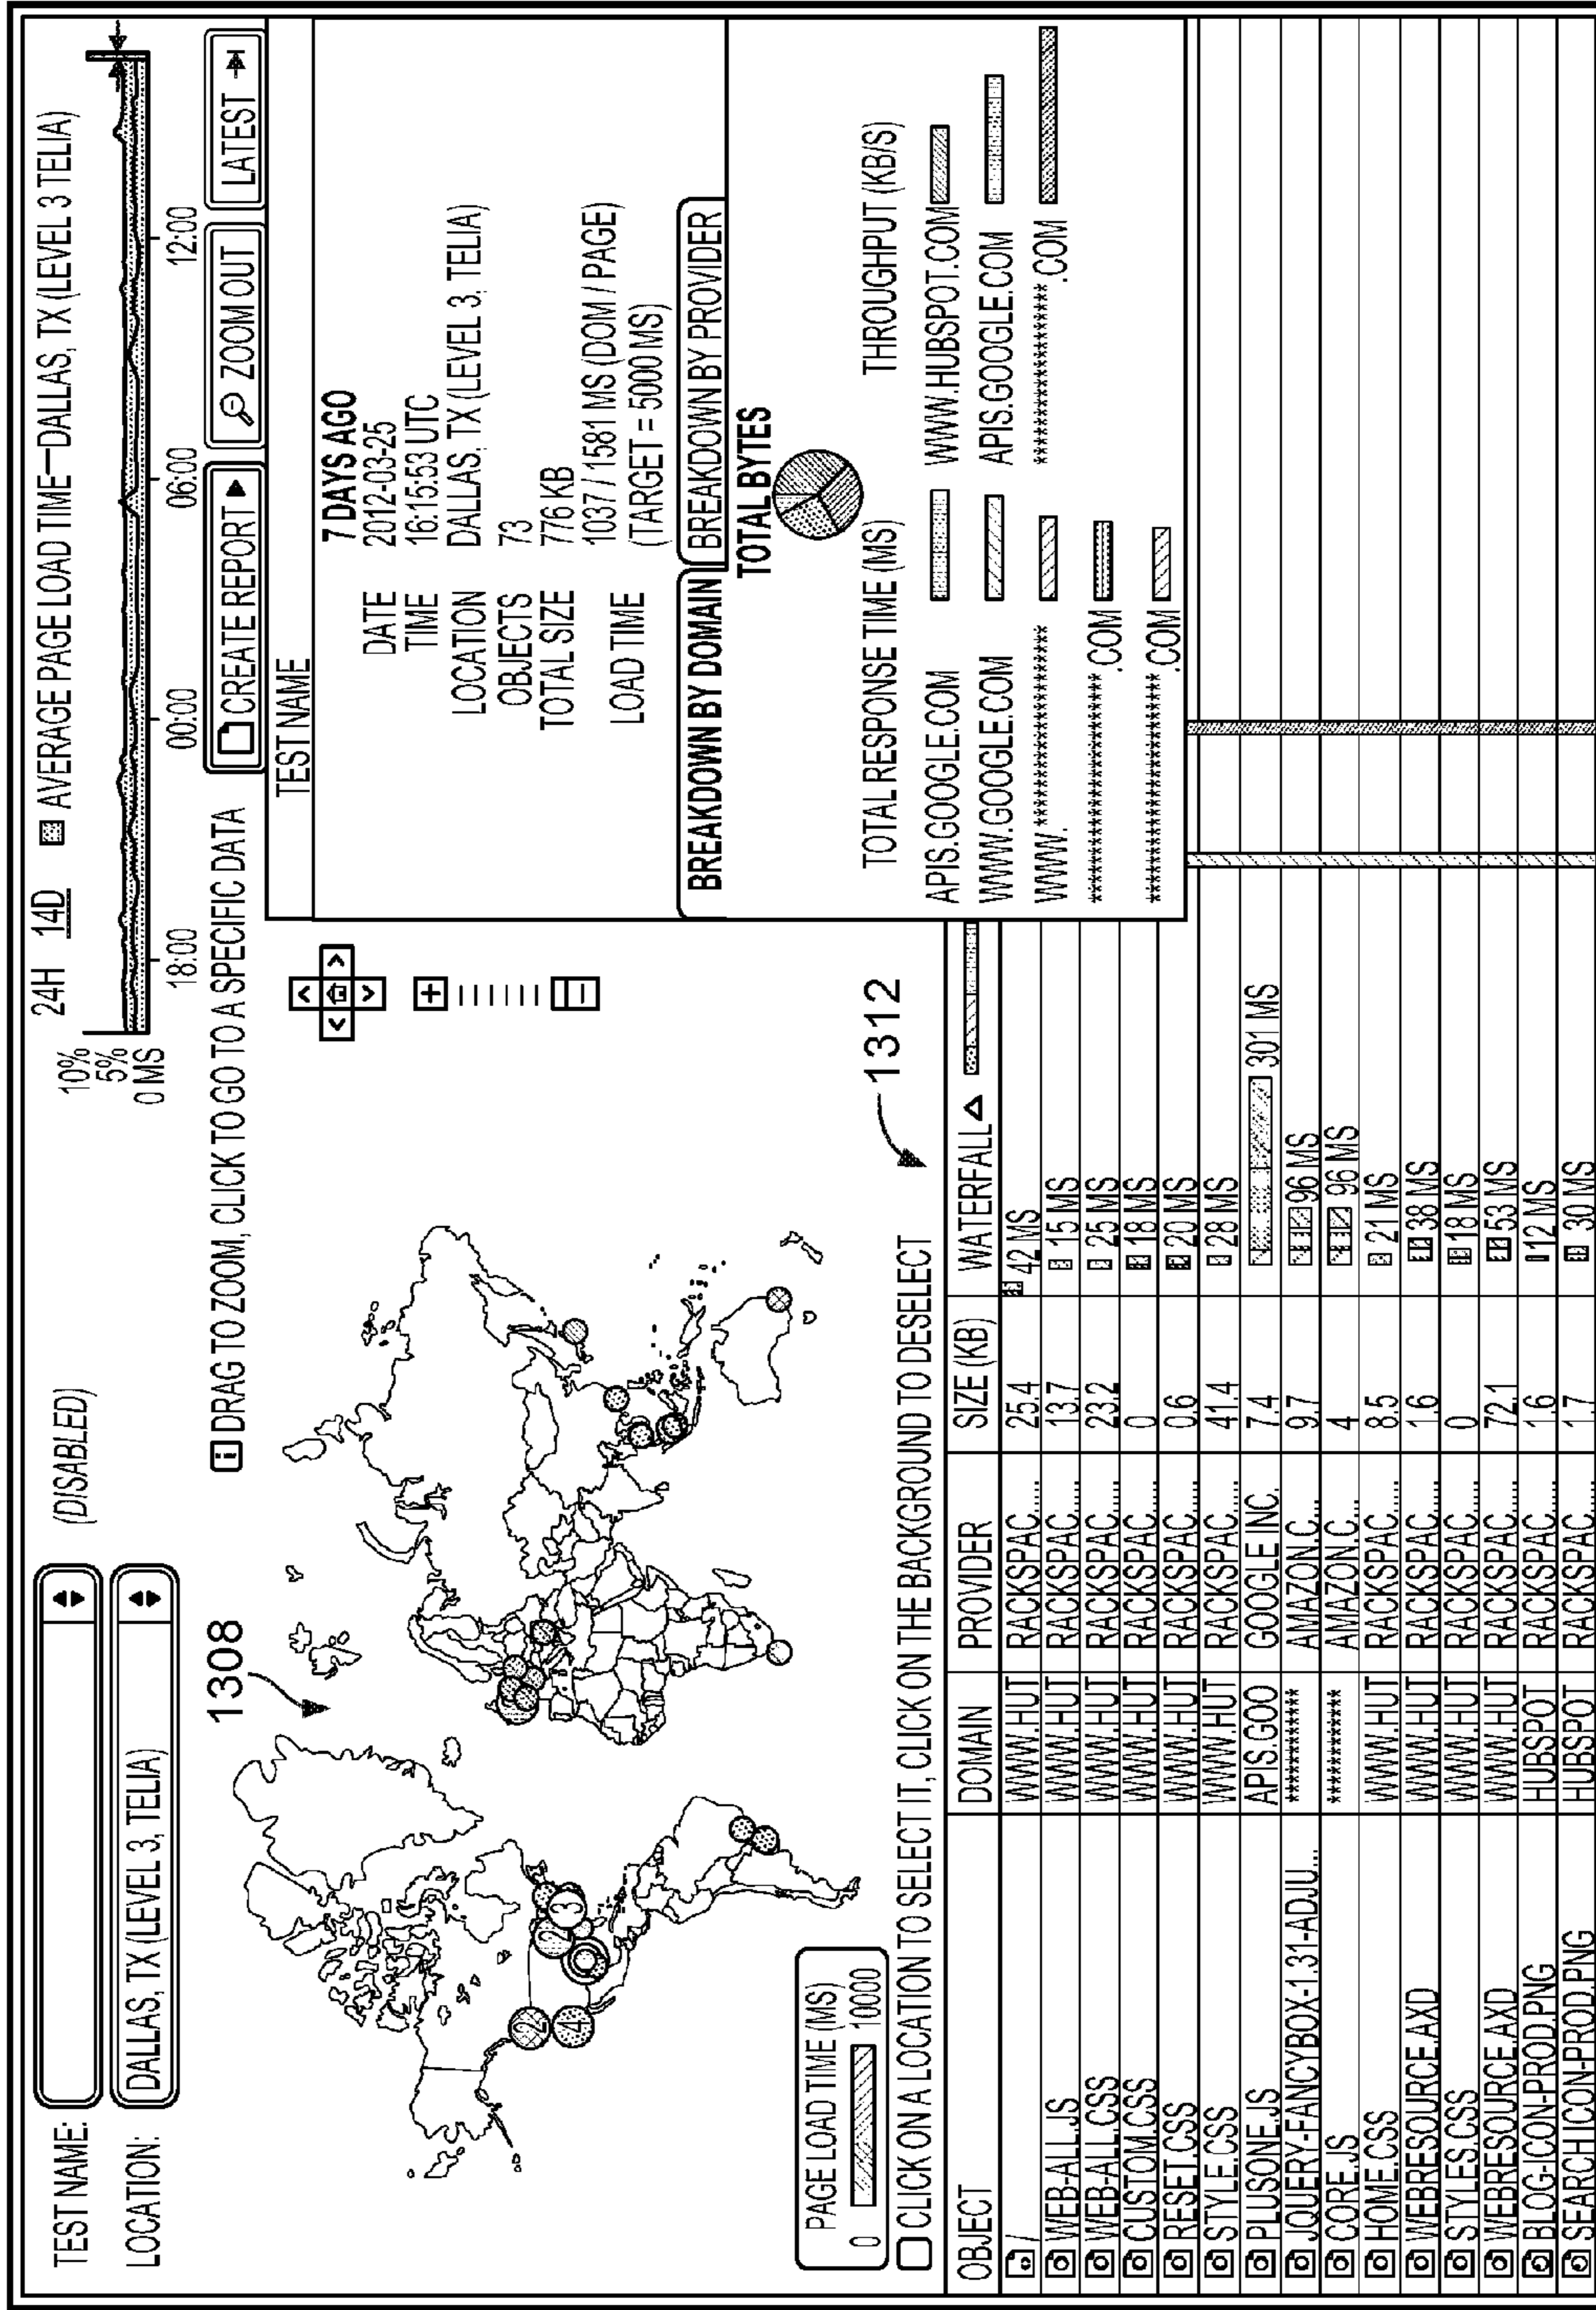 TEST NAME:
(DISABLED)
LOCATION: DALLAS, TX (LEVEL 3, TELIA)
24H 14D AVERAGE PAGE LOAD TIME—DALLAS, TX (LEVEL 3 TELIA)
10%
5%
0 MS
18:00 00:00 06:00 12:00
DRAG TO ZOOM, CLICK TO GO TO A SPECIFIC DATA
CREATE REPORT
ZOOM OUT
LATEST
1308
2
4
2
3
PAGE LOAD TIME (MS)
0 10000
CLICK ON A LOCATION TO SELECT IT, CLICK ON THE BACKGROUND TO DESELECT
1312
TEST NAME
7 DAYS AGO
DATE 2012-03-25
TIME 16:15:53 UTC
LOCATION DALLAS, TX (LEVEL 3, TELIA)
OBJECTS 73
TOTAL SIZE 776 KB
LOAD TIME 1037 / 1581 MS (DOM / PAGE)
(TARGET = 5000 MS)
BREAKDOWN BY DOMAIN BREAKDOWN BY PROVIDER
TOTAL BYTES
TOTAL RESPONSE TIME (MS) THROUGHPUT (KB/S)
APIS.GOOGLE.COM WWW.HUBSPOT.COM
WWW.GOOGLE.COM APIS.GOOGLE.COM
WWW. ********************** ********************.COM
********************.COM
********************.COM
OBJECT DOMAIN PROVIDER SIZE (KB) WATERFALL
/ WWW.HUT RACKSPAC... 25.4 42 MS
WEB-ALL.JS WWW.HUT RACKSPAC... 13.7 15 MS
WEB-ALL.CSS WWW.HUT RACKSPAC... 23.2 25 MS
CUSTOM.CSS WWW.HUT RACKSPAC... 0 18 MS
RESET.CSS WWW.HUT RACKSPAC... 0.6 20 MS
STYLE.CSS WWW.HUT RACKSPAC... 41.4 28 MS
PLUSONE.JS APIS.GOO GOOGLE INC. 7.4 301 MS
JQUERY-FANCYBOX-1.31-ADJU... *********** AMAZON.C... 9.7 96 MS
CORE.JS *********** AMAZON.C... 4 96 MS
HOME.CSS WWW.HUT RACKSPAC... 8.5 21 MS
WEBRESOURCE.AXD WWW.HUT RACKSPAC... 1.6 38 MS
STYLES.CSS WWW.HUT RACKSPAC... 0 18 MS
WEBRESOURCE.AXD WWW.HUT RACKSPAC... 72.1 53 MS
BLOG-ICON-PROD.PNG HUBSPOT RACKSPAC... 1.6 12 MS
SEARCH ICON-PROD.PNG HUBSPOT RACKSPAC... 1.7 30 MS